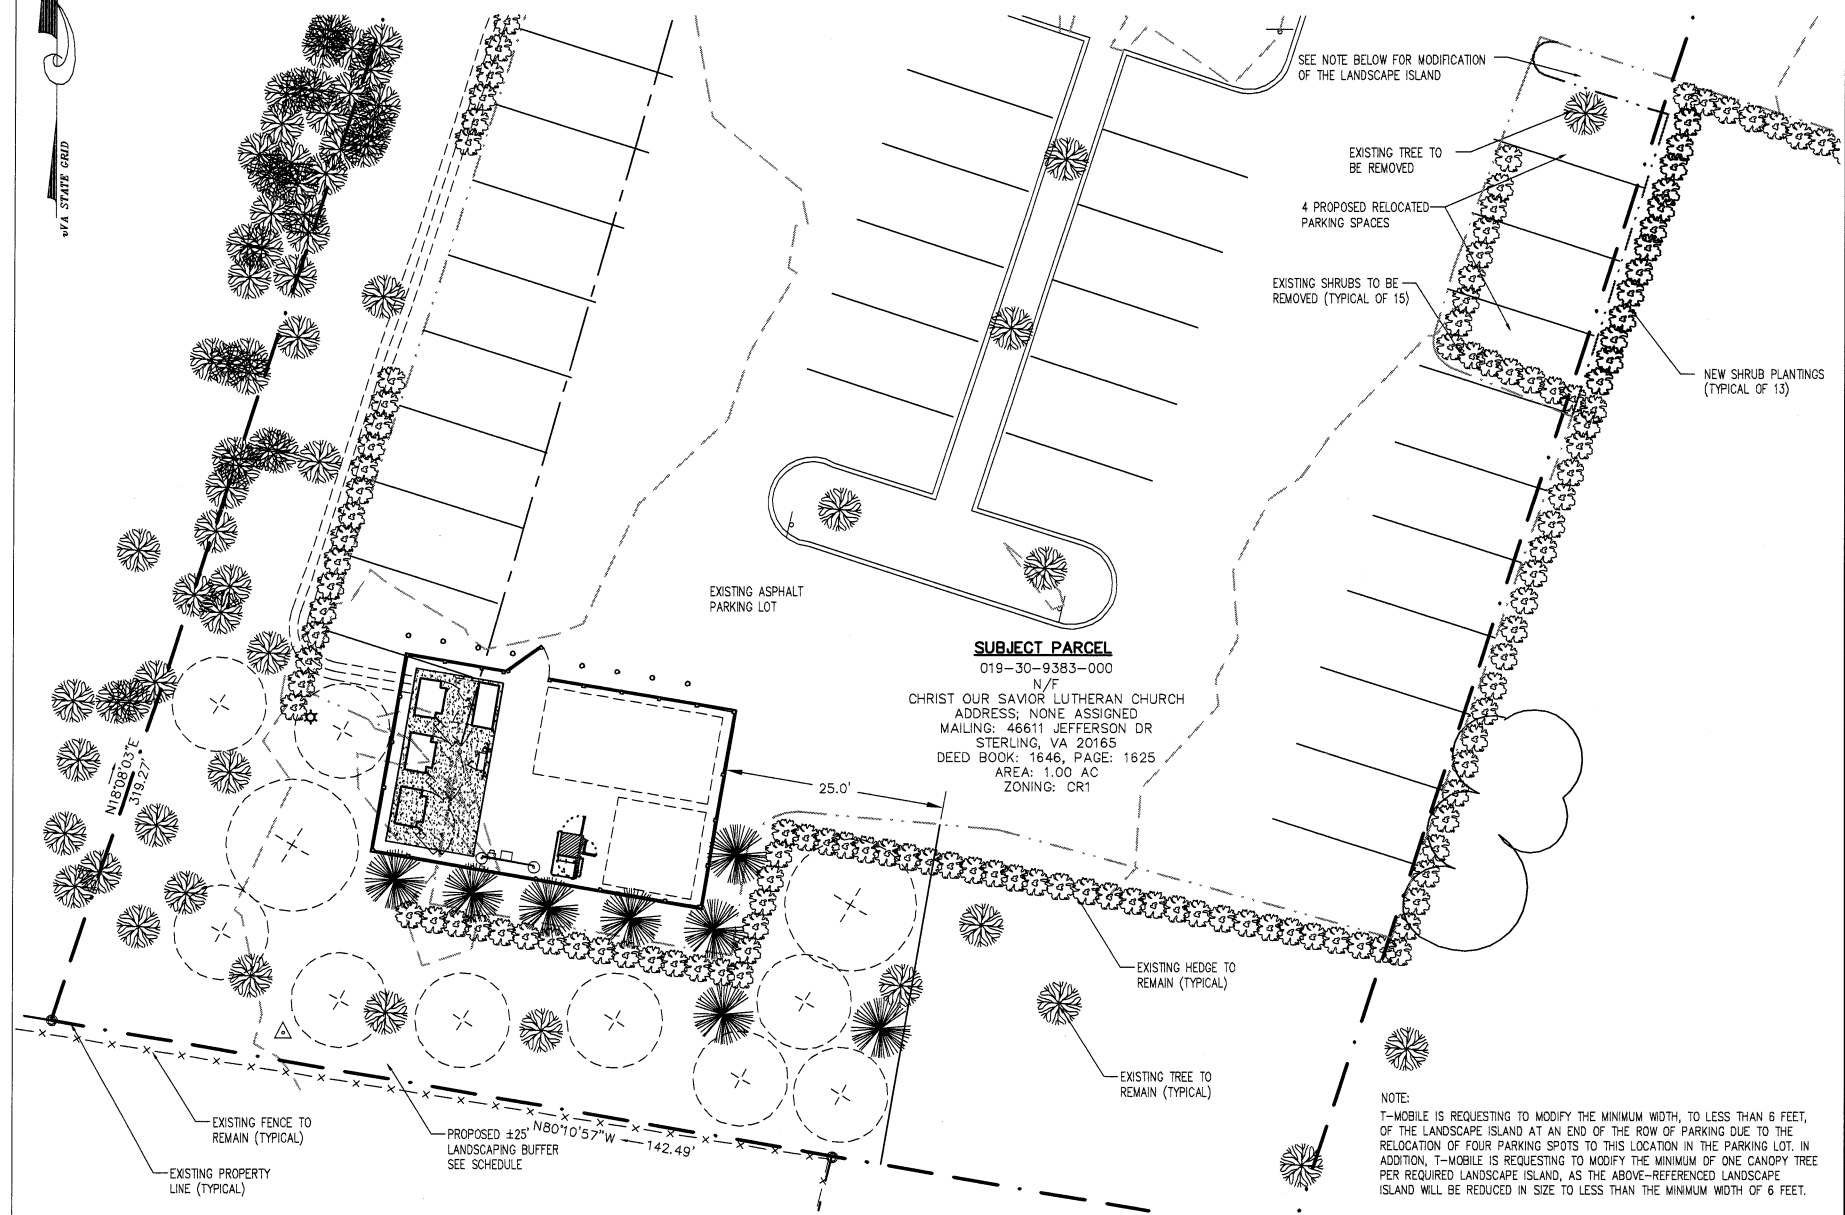 VA STATE GRID
SEE NOTE BELOW FOR MODIFICATION
OF THE LANDSCAPE ISLAND
EXISTING TREE TO
BE REMOVED
4 PROPOSED RELOCATED
PARKING SPACES
EXISTING SHRUBS TO BE
REMOVED (TYPICAL OF 15)
NEW SHRUB PLANTINGS
(TYPICAL OF 13)
EXISTING ASPHALT
PARKING LOT
SUBJECT PARCEL
019-30-9383-000
N/F
CHRIST OUR SAVIOR LUTHERAN CHURCH
ADDRESS; NONE ASSIGNED
MAILING: 46611 JEFFERSON DR
STERLING, VA 20165
DEED BOOK: 1646, PAGE: 1625
AREA: 1.00 AC
ZONING: CR1
25.0'
N18°08'03"E
319.27'
EXISTING HEDGE TO
REMAIN (TYPICAL)
EXISTING TREE TO
REMAIN (TYPICAL)
EXISTING FENCE TO
REMAIN (TYPICAL)
EXISTING PROPERTY
LINE (TYPICAL)
PROPOSED ±25'
LANDSCAPING BUFFER
SEE SCHEDULE
N80°10'57"W
142.49'
NOTE:
T-MOBILE IS REQUESTING TO MODIFY THE MINIMUM WIDTH, TO LESS THAN 6 FEET,
OF THE LANDSCAPE ISLAND AT AN END OF THE ROW OF PARKING DUE TO THE
RELOCATION OF FOUR PARKING SPOTS TO THIS LOCATION IN THE PARKING LOT. IN
ADDITION, T-MOBILE IS REQUESTING TO MODIFY THE MINIMUM OF ONE CANOPY TREE
PER REQUIRED LANDSCAPE ISLAND, AS THE ABOVE-REFERENCED LANDSCAPE
ISLAND WILL BE REDUCED IN SIZE TO LESS THAN THE MINIMUM WIDTH OF 6 FEET.